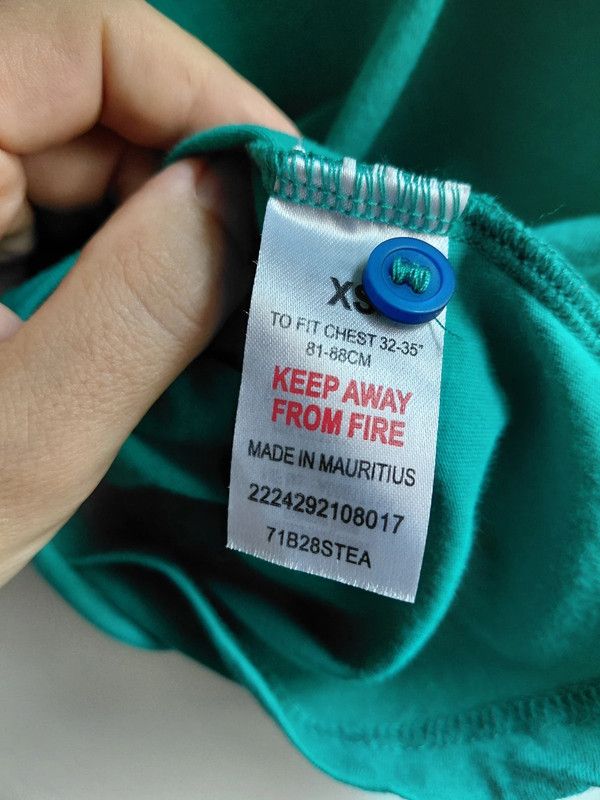 XS
TO FIT CHEST 32-35"
81-88CM
KEEP AWAY
FROM FIRE
MADE IN MAURITIUS
2224292108017
71B28STEA